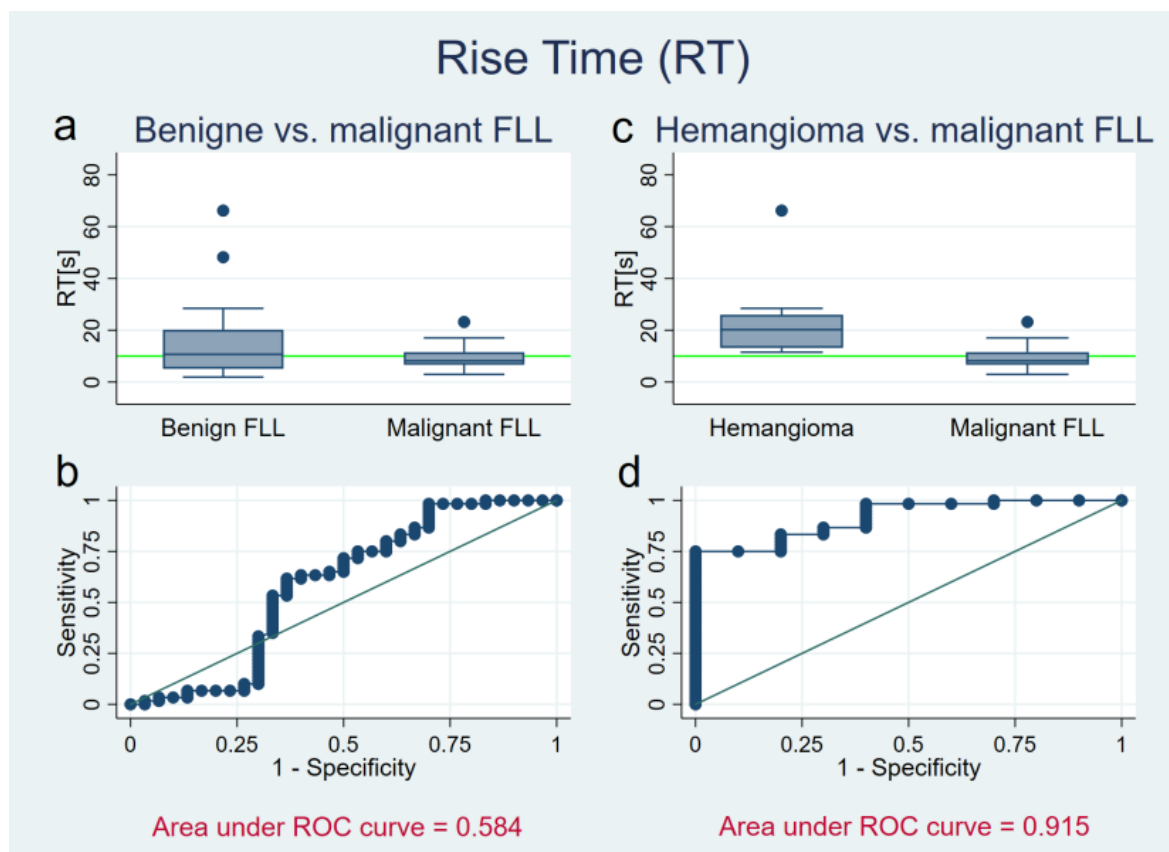 Rise Time (RT)
a Benigne vs. malignant FLL
RT[s]
80
60
40
20
0
Benign FLL Malignant FLL
b
Sensitivity
1
0.75
0.5
0.25
0
0 0.25 0.5 0.75 1
1 - Specificity
Area under ROC curve = 0.584
c Hemangioma vs. malignant FLL
RT[s]
80
60
40
20
0
Hemangioma Malignant FLL
d
Sensitivity
1
0.75
0.5
0.25
0
0 0.25 0.5 0.75 1
1 - Specificity
Area under ROC curve = 0.915